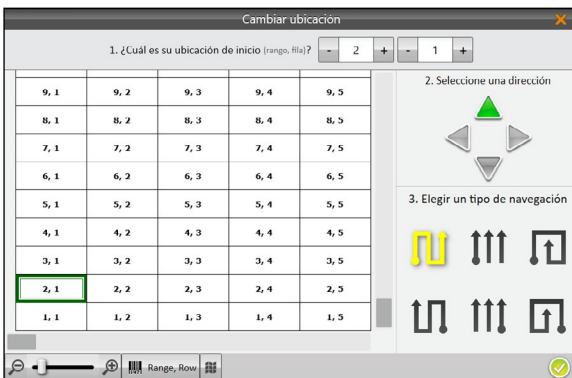 Cambiar ubicación
1. ¿Cuál es su ubicación de inicio (rango, fila)? - 2 + - 1 +
2. Seleccione una dirección
9, 1 9, 2 9, 3 9, 4 9, 5
8, 1 8, 2 8, 3 8, 4 8, 5
7, 1 7, 2 7, 3 7, 4 7, 5
6, 1 6, 2 6, 3 6, 4 6, 5
5, 1 5, 2 5, 3 5, 4 5, 5
4, 1 4, 2 4, 3 4, 4 4, 5
3, 1 3, 2 3, 3 3, 4 3, 5
2, 1 2, 2 2, 3 2, 4 2, 5
1, 1 1, 2 1, 3 1, 4 1, 5
3. Elegir un tipo de navegación
Range, Row